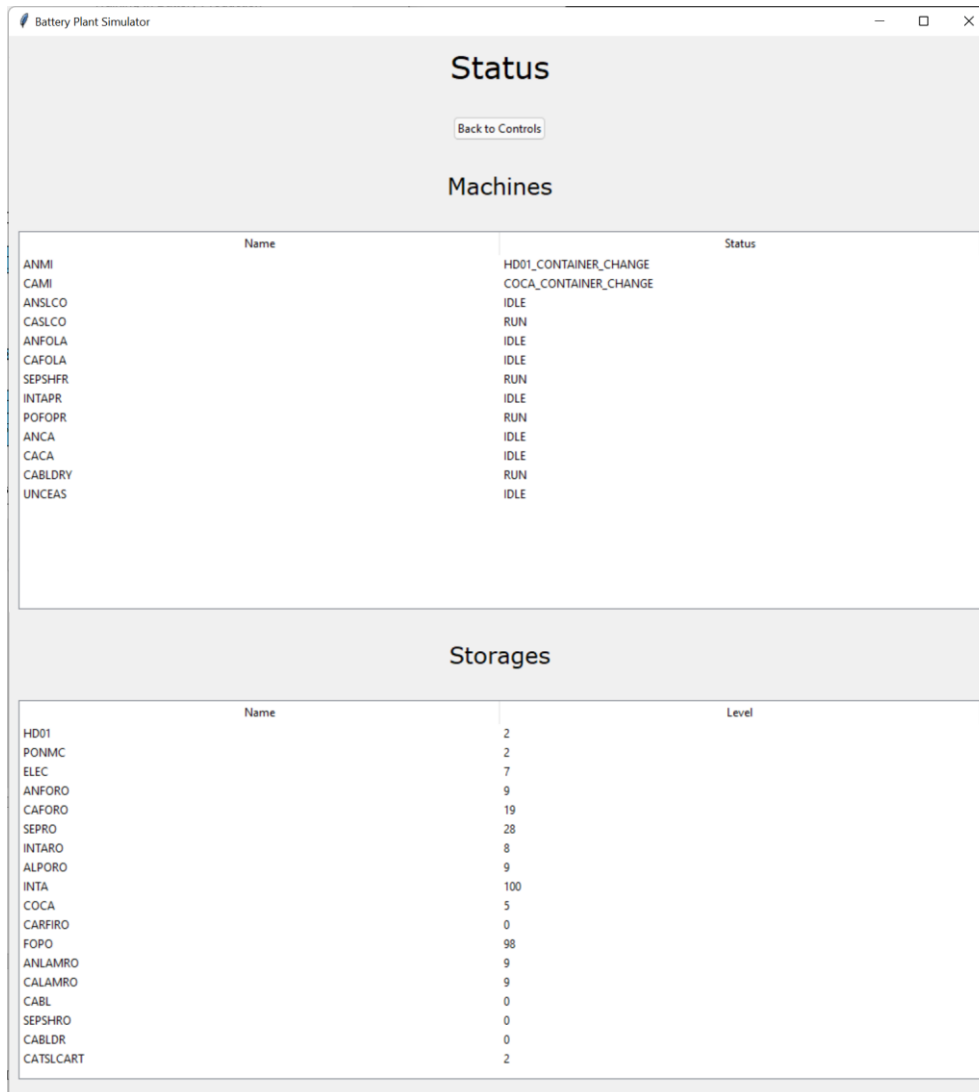 Battery Plant Simulator
Status
Back to Controls
Machines
Name Status
ANMI HD01_CONTAINER_CHANGE
CAMI COCA_CONTAINER_CHANGE
ANSLCO IDLE
CASLCO RUN
ANFOLA IDLE
CAFOLA IDLE
SEPSHFR RUN
INTAPR IDLE
POFOPR RUN
ANCA IDLE
CACA IDLE
CABLDRY RUN
UNCEAS IDLE
Storages
Name Level
HD01 2
PONMC 2
ELEC 7
ANFORO 9
CAFORO 19
SEPRO 28
INTARO 8
ALPORO 9
INTA 100
COCA 5
CARFIRO 0
FOPO 98
ANLAMRO 9
CALAMRO 9
CABL 0
SEPSHRO 0
CABLDR 0
CATSLCART 2